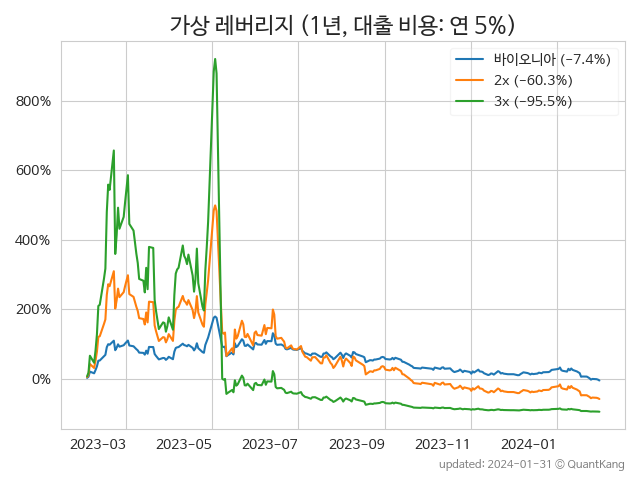 가상 레버리지 (1년, 대출 비용: 연 5%)
바이오니아 (−7.4%)
2x (−60.3%)
3x (−95.5%)
800%
600%
400%
200%
0%
2023-03 2023-05 2023-07 2023-09 2023-11 2024-01
updated: 2024-01-31 © QuantKang